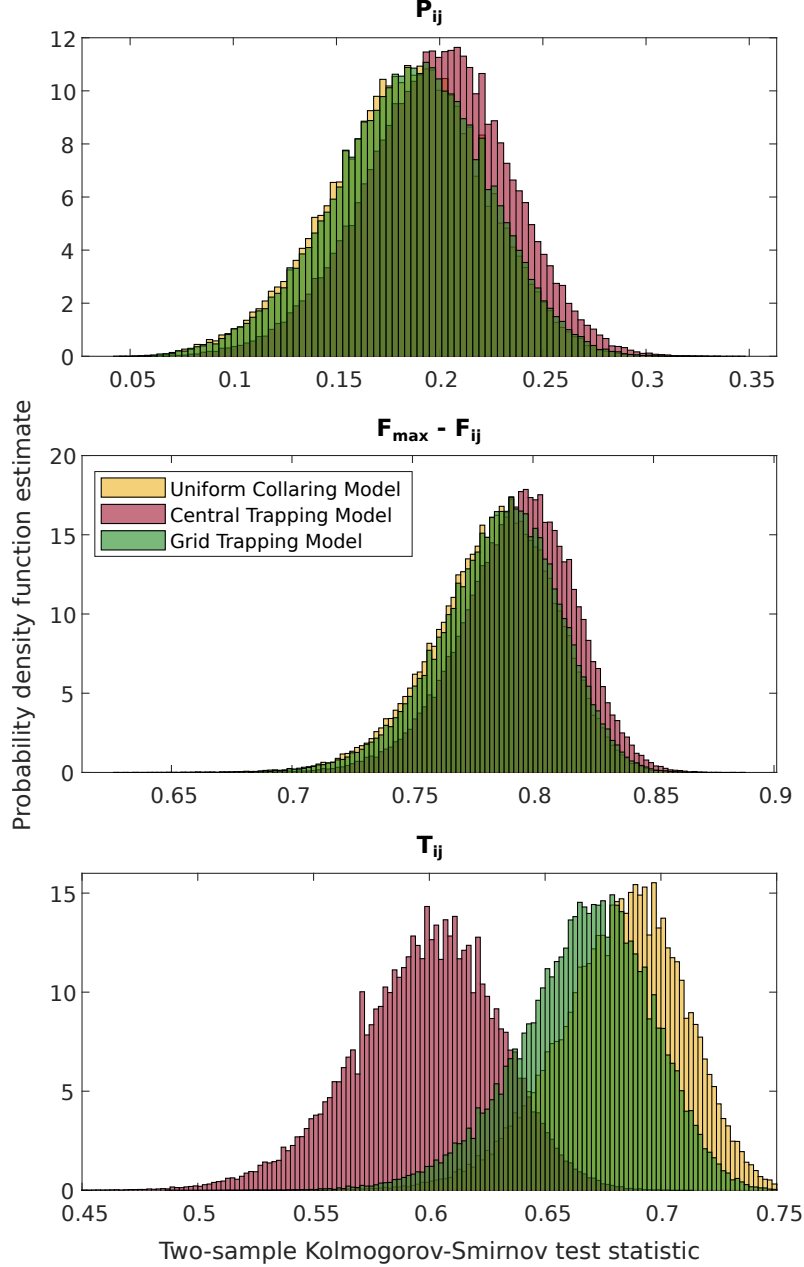 P_ij
12
10
8
6
4
2
0
0.05 0.1 0.15 0.2 0.25 0.3 0.35
F_max - F_ij
20
15
10
5
0
Uniform Collaring Model
Central Trapping Model
Grid Trapping Model
0.65 0.7 0.75 0.8 0.85 0.9
Probability density function estimate
T_ij
15
10
5
0
0.45 0.5 0.55 0.6 0.65 0.7 0.75
Two-sample Kolmogorov-Smirnov test statistic